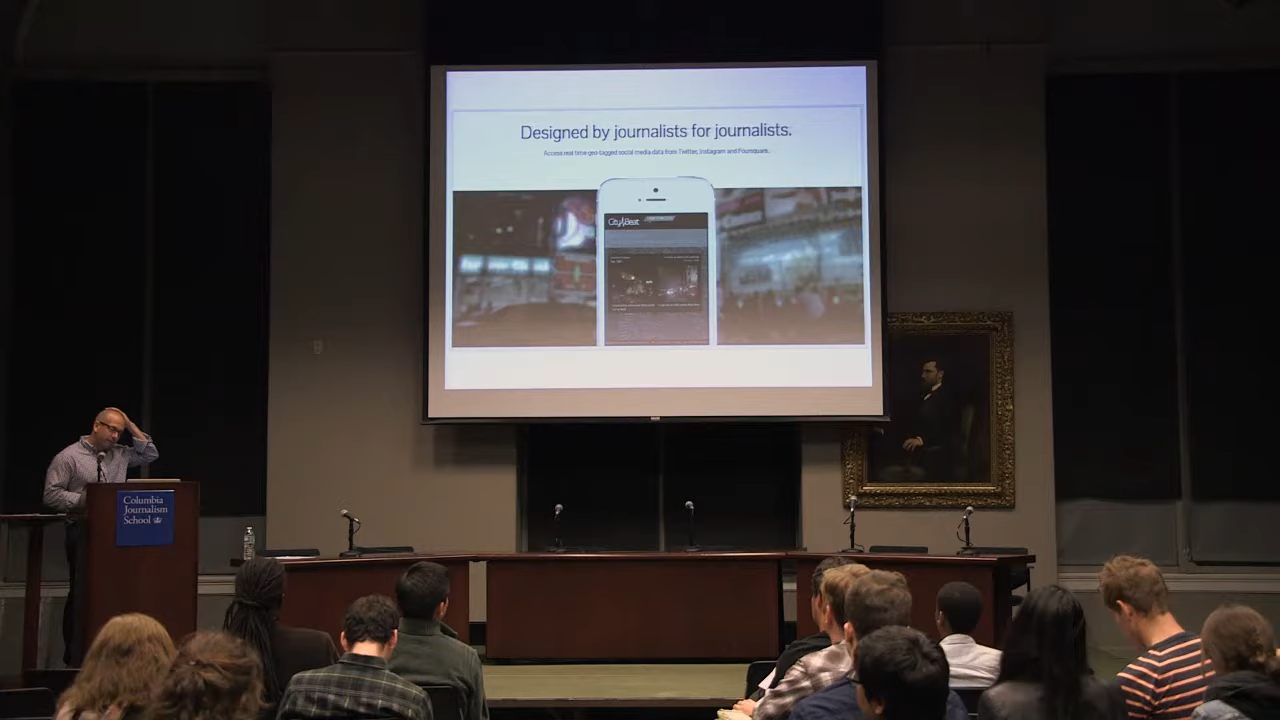 Designed by journalists for journalists.
Access real time geo-tagged social media data from Twitter, Instagram and Foursquare.
CityBeat
Columbia
Journalism
School